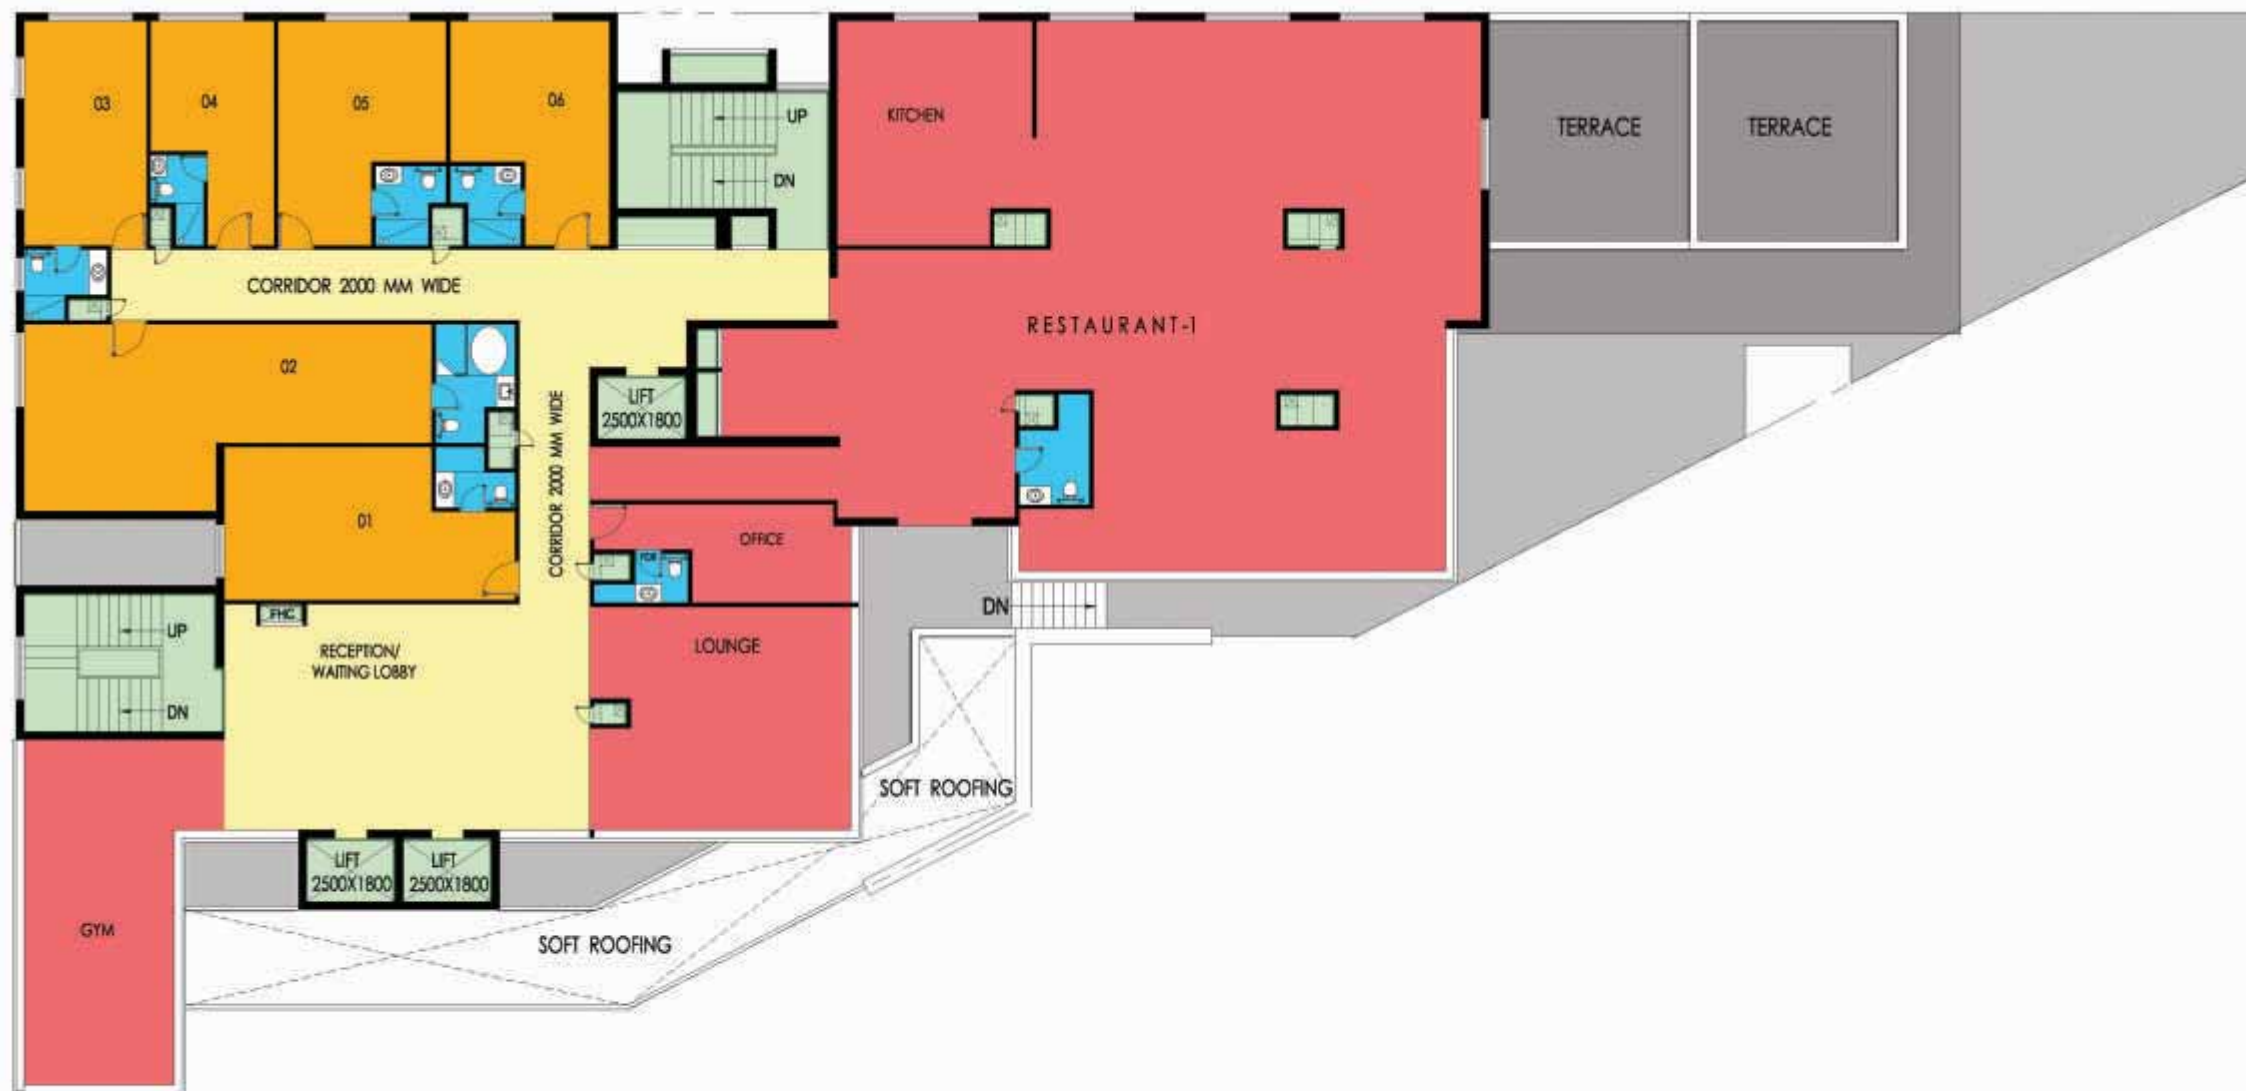 03
04
05
06
UP
DN
KITCHEN
TERRACE
TERRACE
CORRIDOR 2000 MM WIDE
RESTAURANT-1
02
LIFT
2500X1800
CORRIDOR 2000 MM WIDE
01
OFFICE
PDR
FHC
DN
UP
DN
RECEPTION/
WAITING LOBBY
LOUNGE
SOFT ROOFING
LIFT
2500X1800
LIFT
2500X1800
GYM
SOFT ROOFING